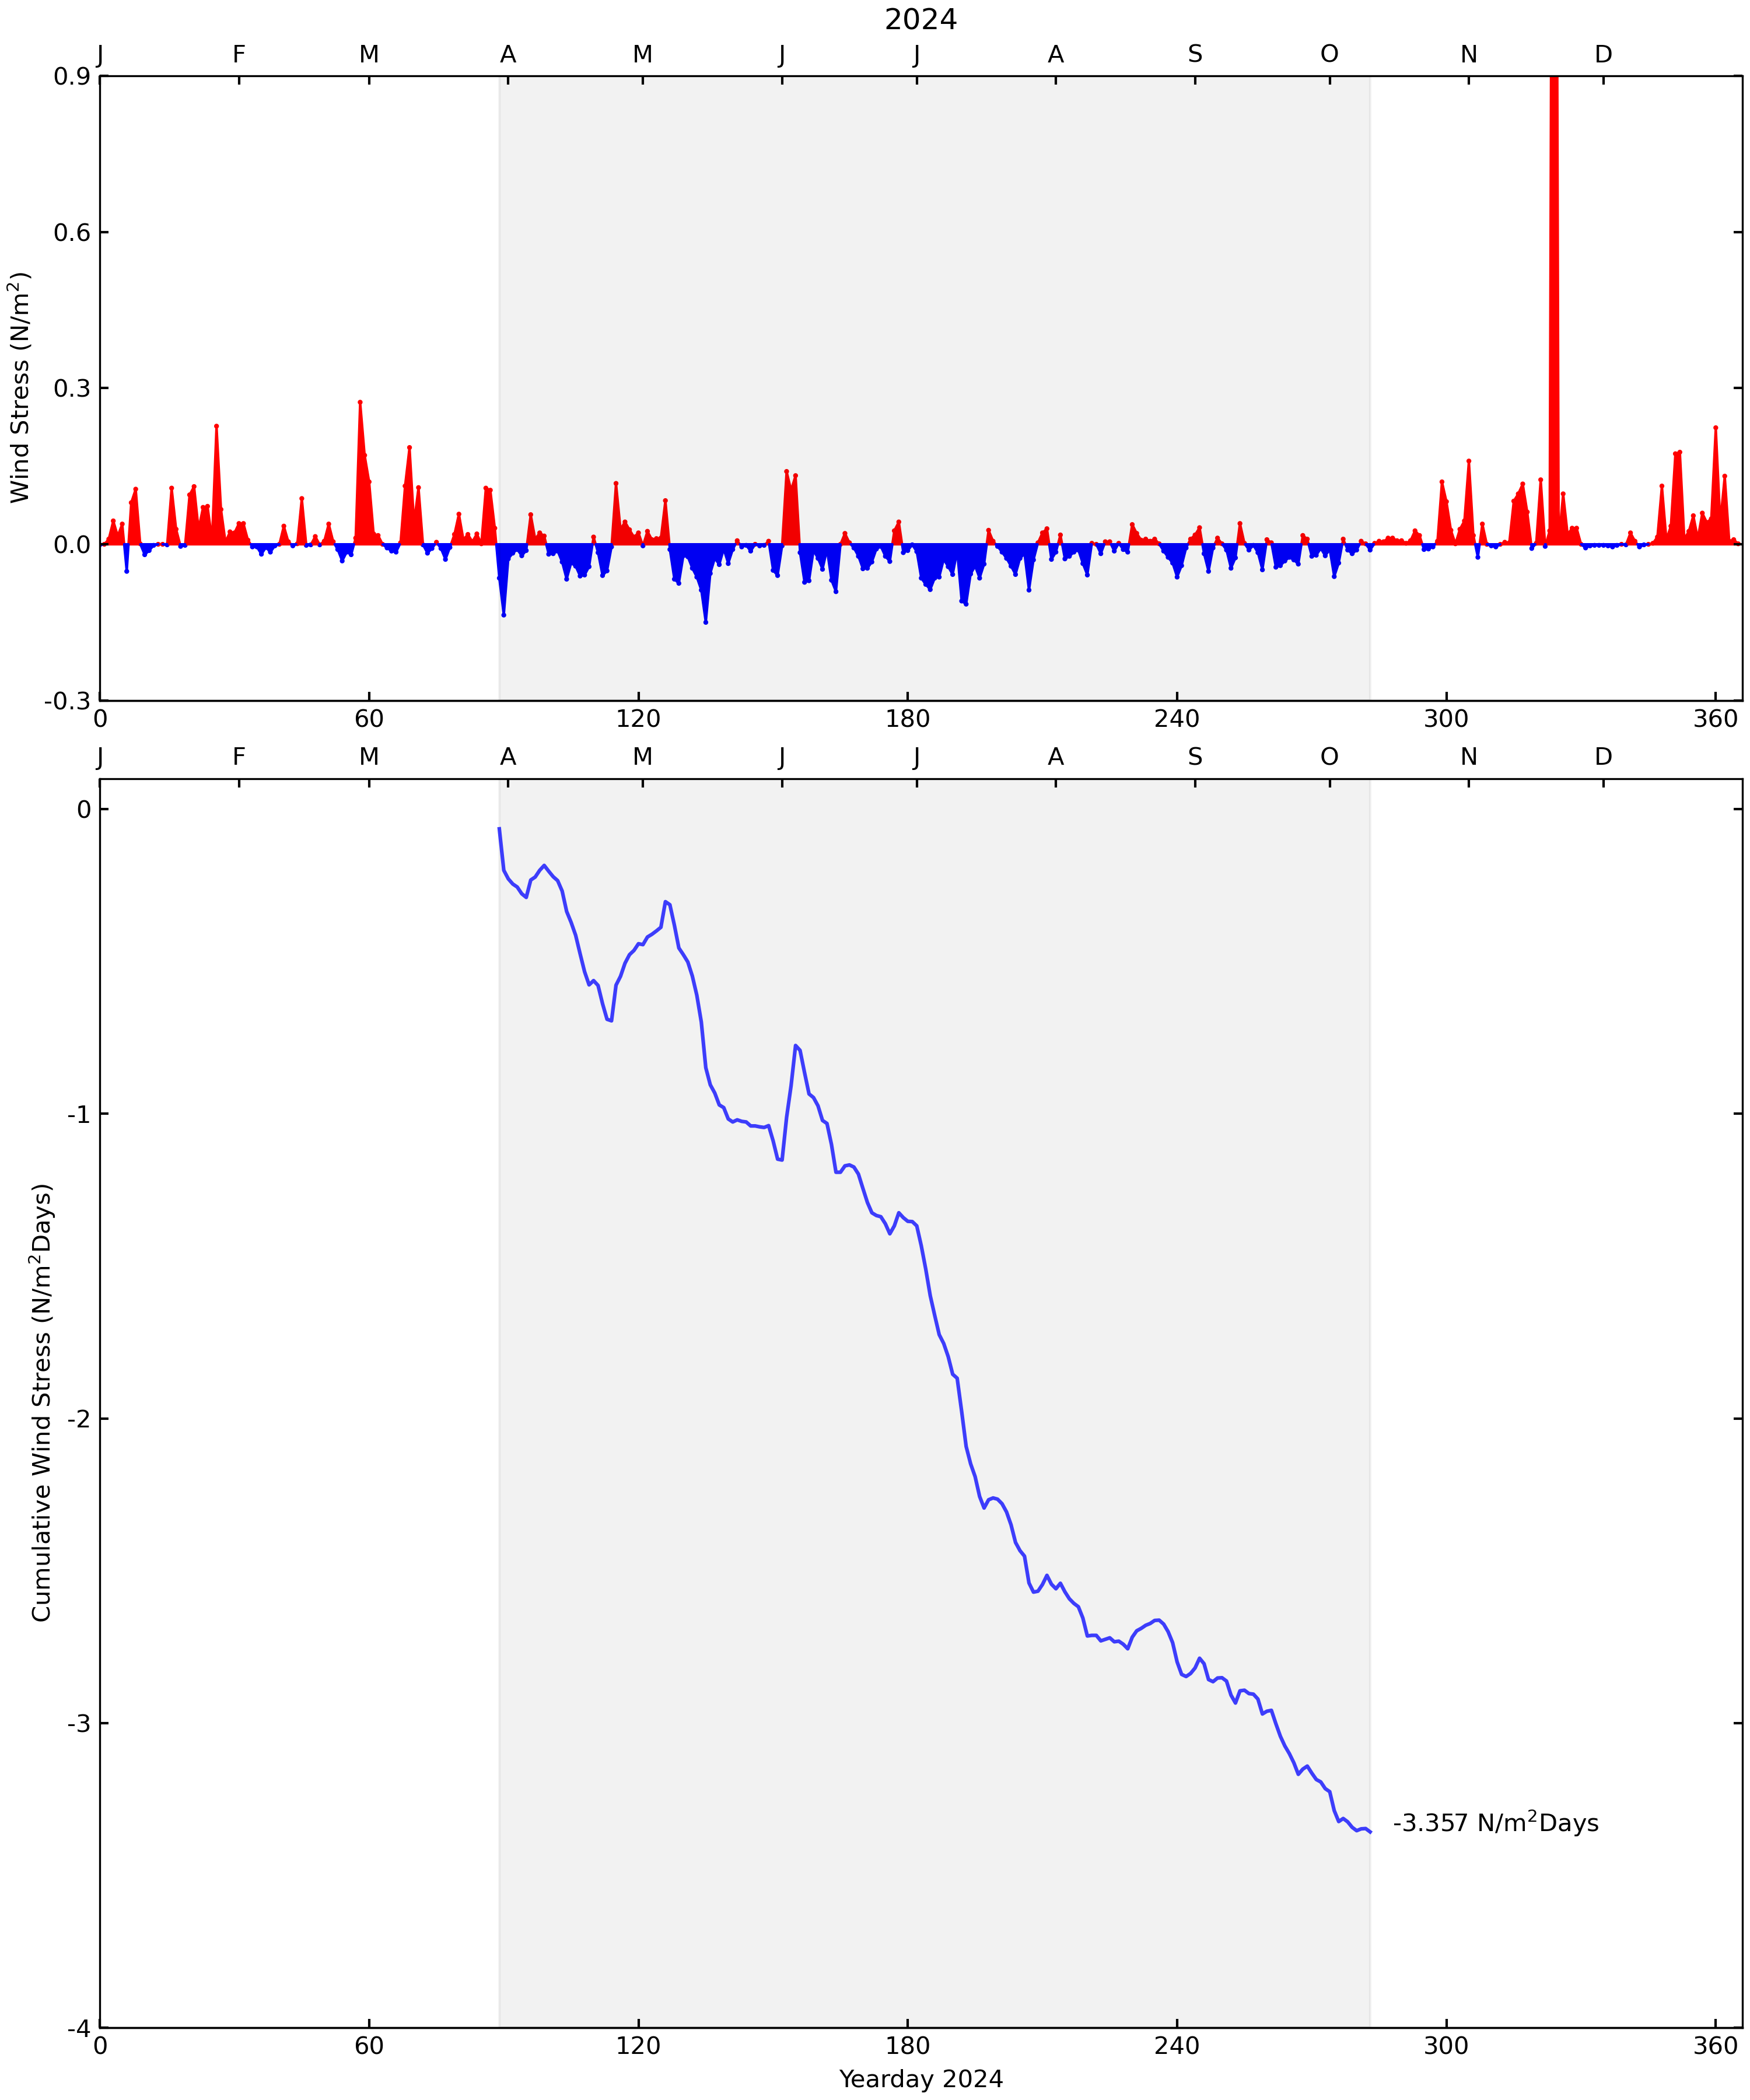 2024
J F M A M J J A S O N D
0.9
0.6
0.3
0.0
-0.3
Wind Stress (N/m²)
0 60 120 180 240 300 360
J F M A M J J A S O N D
0
-1
-2
-3
-4
Cumulative Wind Stress (N/m²Days)
-3.357 N/m²Days
0 60 120 180 240 300 360
Yearday 2024